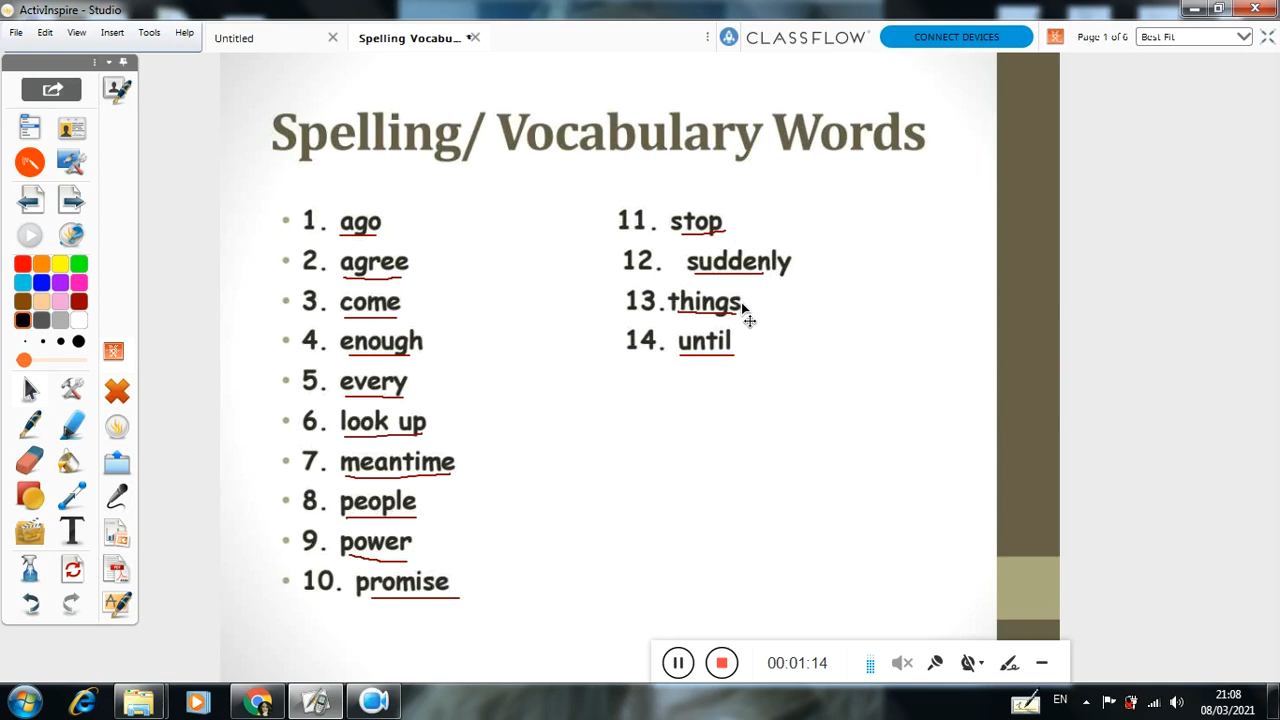 ActivInspire - Studio
File Edit View Insert Tools Help
Untitled
Spelling Vocabu...
CLASSFLOW
CONNECT DEVICES
Page 1 of 6
Best Fit
Spelling/ Vocabulary Words
1. ago
2. agree
3. come
4. enough
5. every
6. look up
7. meantime
8. people
9. power
10. promise
11. stop
12. suddenly
13.things
14. until
00:01:14
EN
21:08
08/03/2021